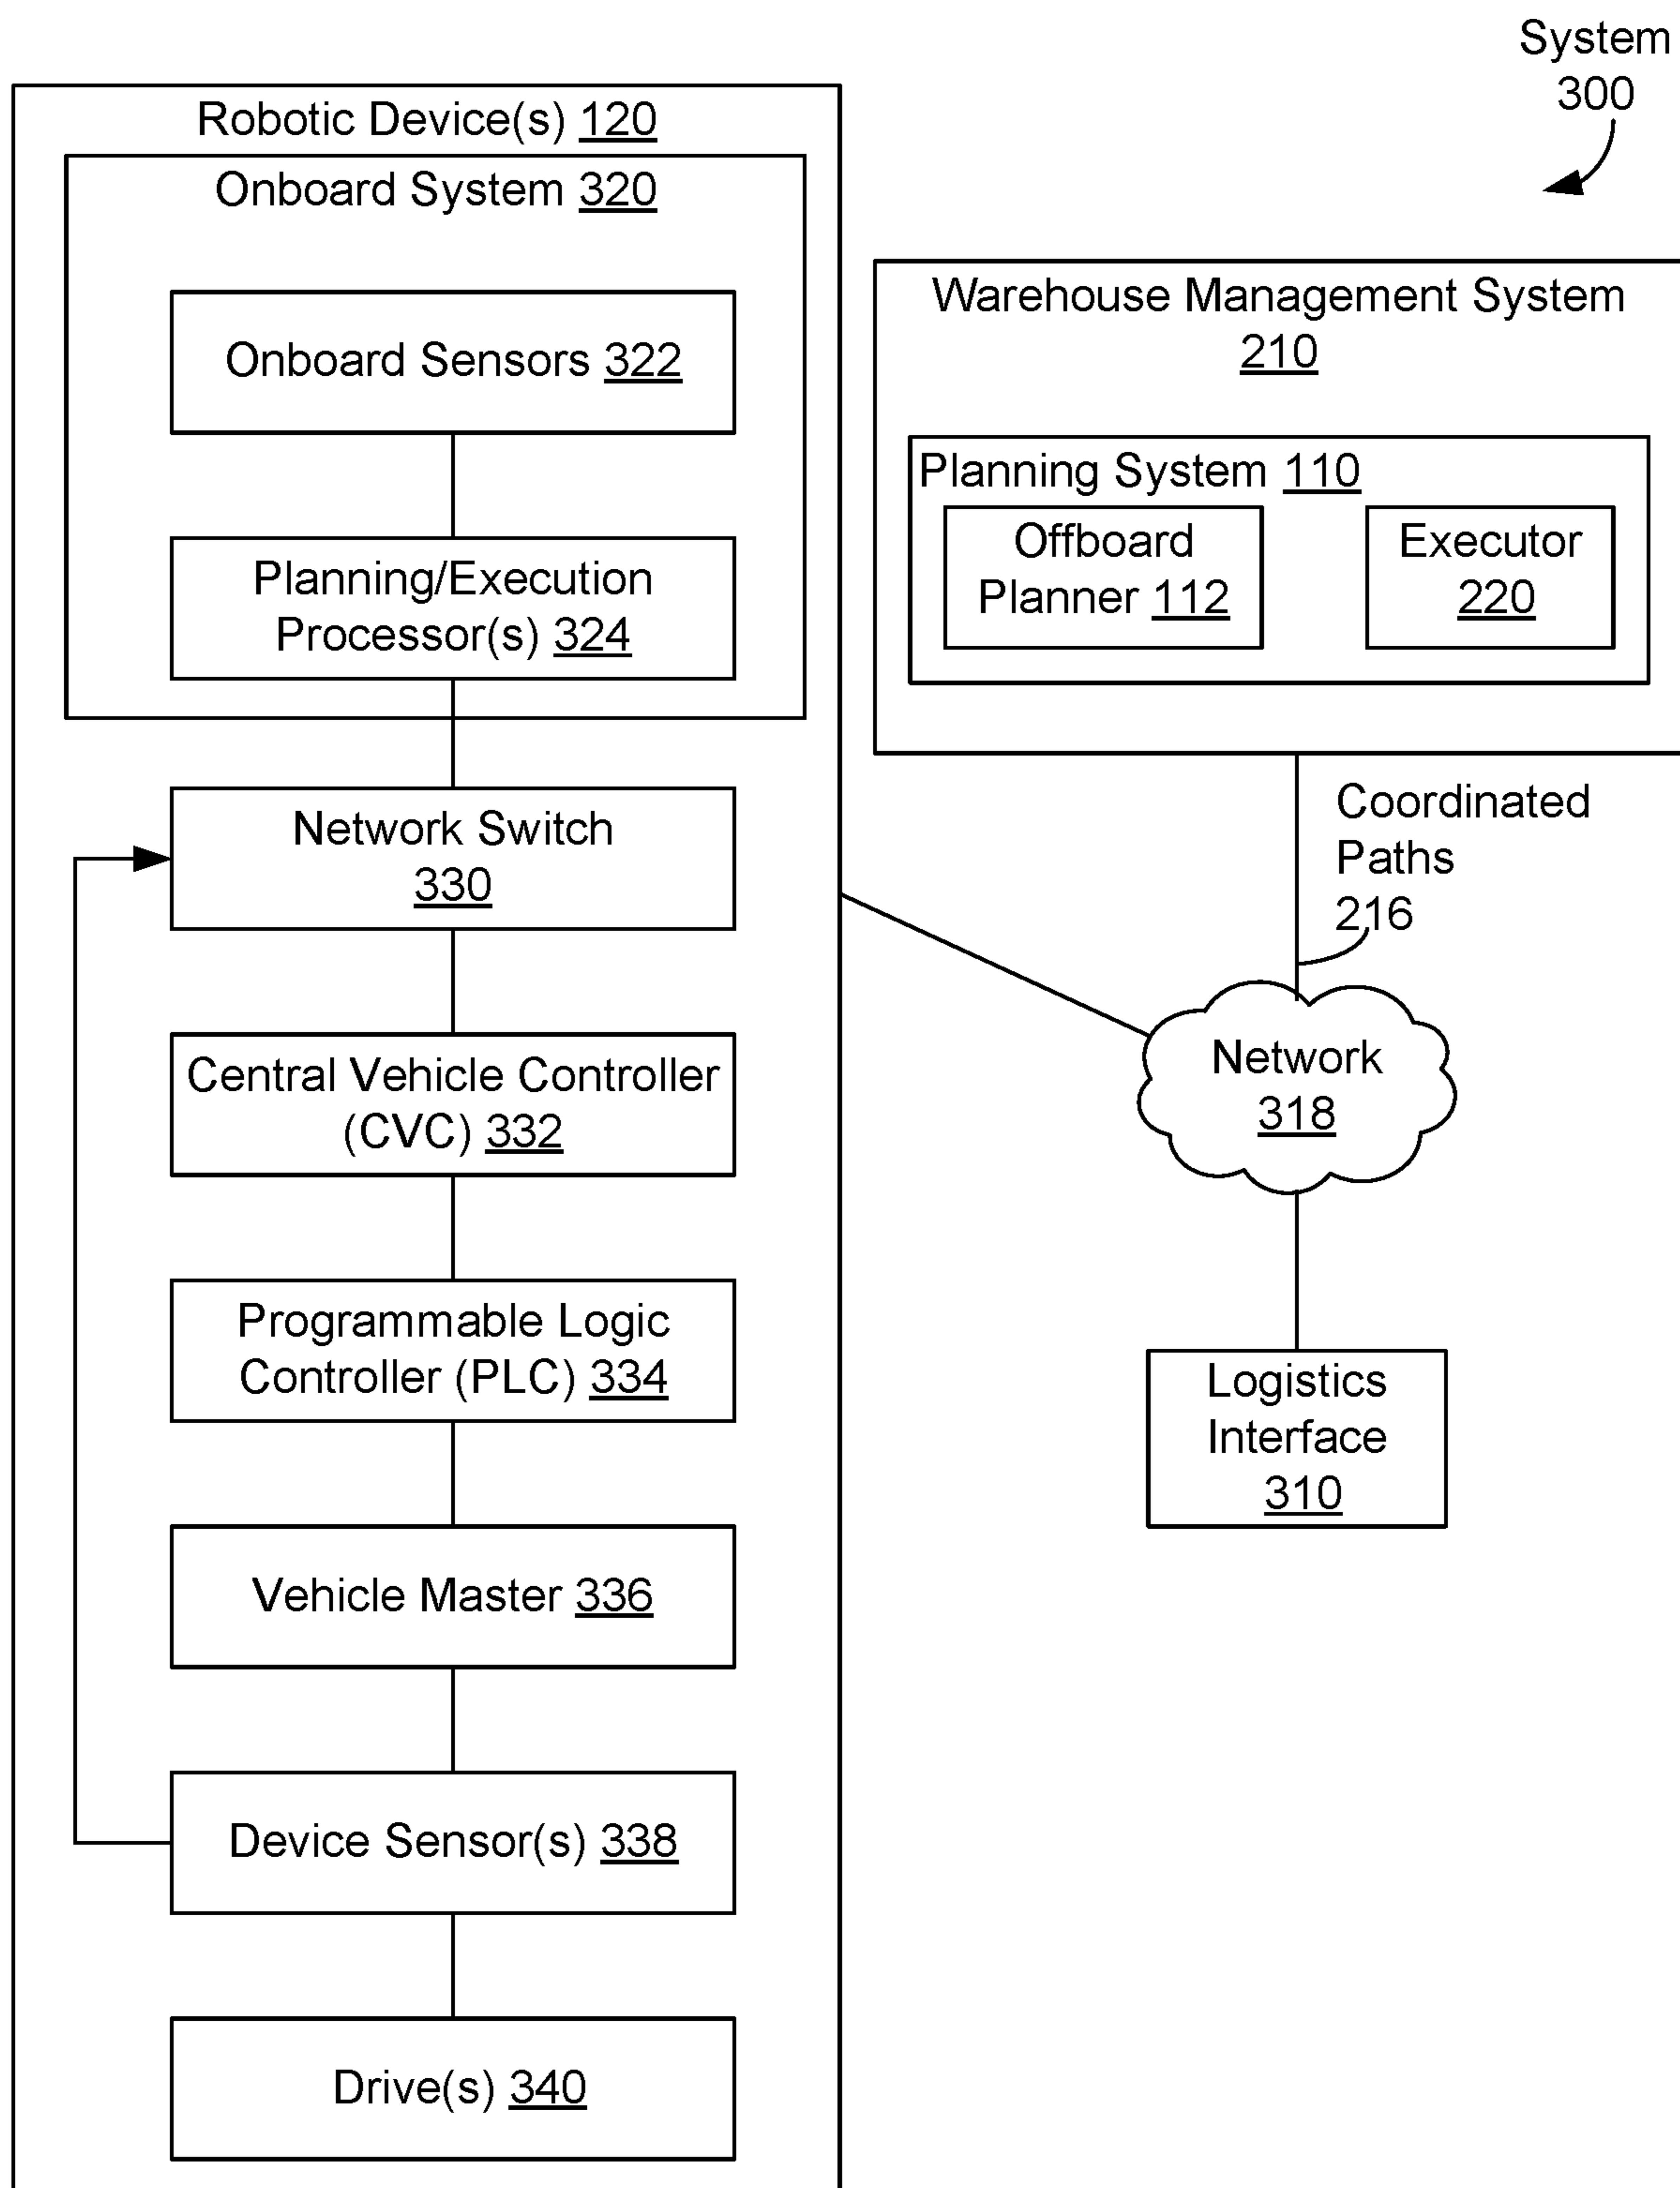 System
300
Robotic Device(s) 120
Onboard System 320
Onboard Sensors 322
Planning/Execution
Processor(s) 324
Network Switch
330
Central Vehicle Controller
(CVC) 332
Programmable Logic
Controller (PLC) 334
Vehicle Master 336
Device Sensor(s) 338
Drive(s) 340
Warehouse Management System
210
Planning System 110
Offboard
Planner 112
Executor
220
Coordinated
Paths
216
Network
318
Logistics
Interface
310